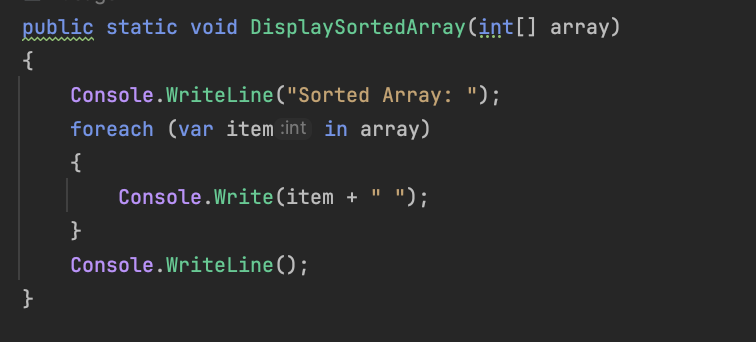 public static void DisplaySortedArray(int[] array)
{
    Console.WriteLine("Sorted Array: ");
    foreach (var item :int in array)
    {
        Console.Write(item + " ");
    }
    Console.WriteLine();
}